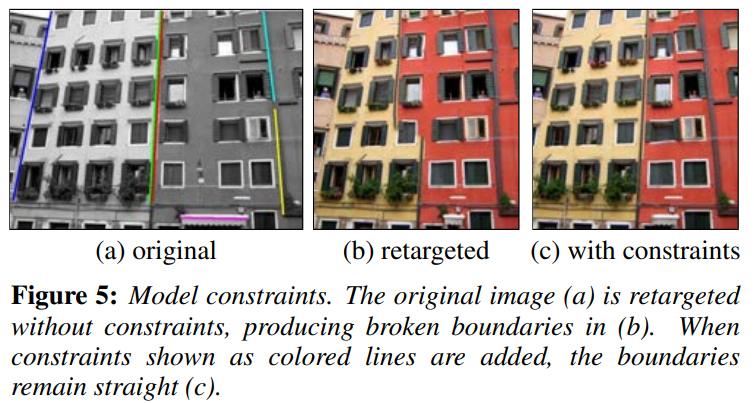 (a) original
(b) retargeted
(c) with constraints
Figure 5: Model constraints. The original image (a) is retargeted
without constraints, producing broken boundaries in (b). When
constraints shown as colored lines are added, the boundaries
remain straight (c).